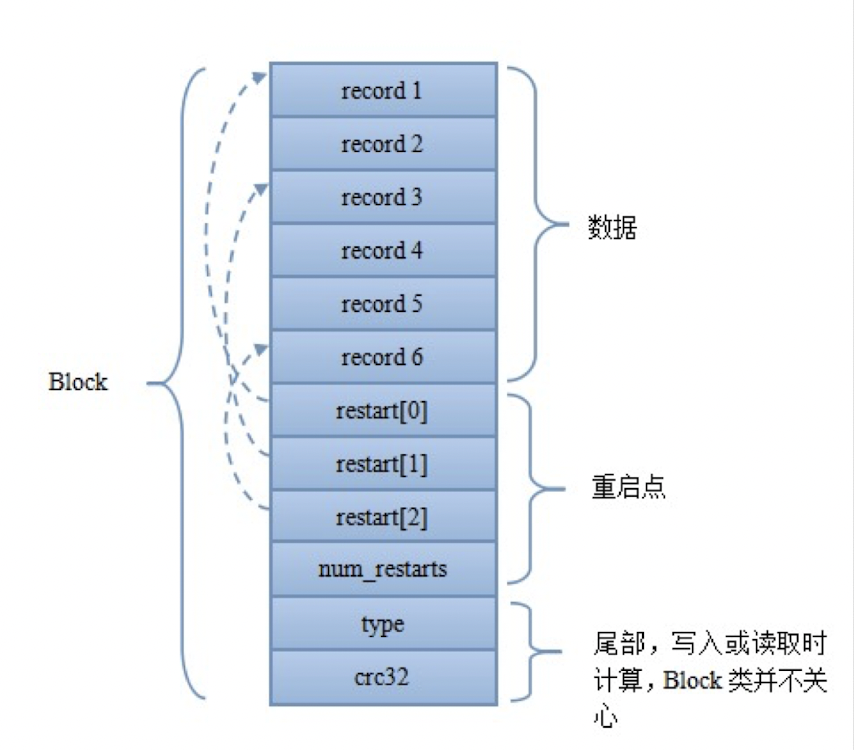 record 1
record 2
record 3
record 4
record 5
record 6
restart[0]
restart[1]
restart[2]
num_restarts
type
crc32
Block
数据
重启点
尾部，写入或读取时
计算，Block 类并不关
心